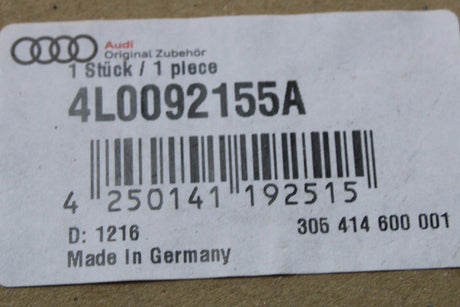 Audi
Original Zubehör
1 Stück / 1 piece
4L0092155A
4 250141 192515
D: 1216 305 414 600 001
Made in Germany